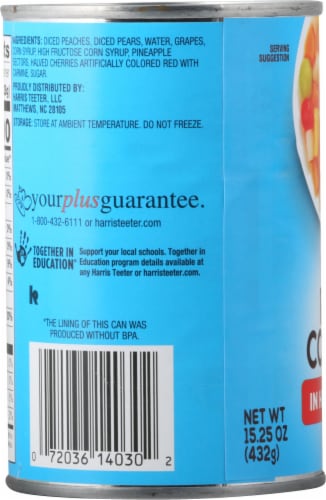 INGREDIENTS: DICED PEACHES, DICED PEARS, WATER, GRAPES,
CORN SYRUP, HIGH FRUCTOSE CORN SYRUP, PINEAPPLE
SECTORS, HALVED CHERRIES ARTIFICIALLY COLORED RED WITH
CARMINE, SUGAR.
PROUDLY DISTRIBUTED BY:
HARRIS TEETER, LLC
MATTHEWS, NC 28105
STORAGE: STORE AT AMBIENT TEMPERATURE. DO NOT FREEZE.
yourplusguarantee.
1-800-432-6111 or harristeeter.com
TOGETHER IN
EDUCATION
Support your local schools. Together in
Education program details available at
any Harris Teeter or harristeeter.com.
K
*THE LINING OF THIS CAN WAS
PRODUCED WITHOUT BPA.
0 72036 14030 2
SERVING
SUGGESTION
CO
IN
NET WT
15.25 OZ
(432g)